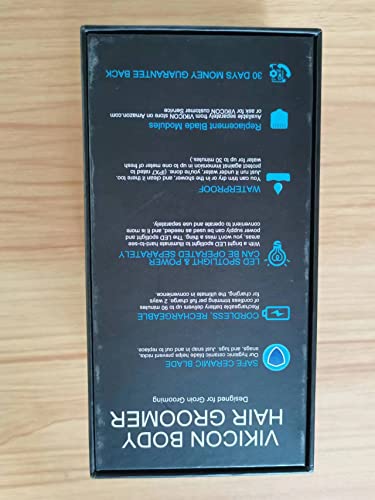 VIKICON BODY
HAIR GROOMER
Designed for Groin Grooming
SAFE CERAMIC BLADE
Our hygienic ceramic blade helps prevent nicks,
snags, and tugs, and snap in and out to replace.
CORDLESS, RECHARGEABLE
Rechargeable battery delivers up to 90 minutes
of cordless trimming per full charge. 2 ways
for charging, the ultimate in convenience.
LED SPOTLIGHT & POWER
CAN BE OPERATED SEPARATELY
With a target LED spotlight illuminate hard-to-see
areas, you won't miss a thing. The LED spotlight and
power supply can be used as needed, and it is more
convenient to operate and use separately.
WATERPROOF
You can trim dry or in the shower, and clean it there too.
Just run it under water, you're done. (IPX7 rated to
protect against immersion in up to one meter of fresh
water for up to 30 minutes.)
Replacement Blade Modules
Available separately from VIKICON store on Amazon.com
or ask for VIKICON customer Service
30 DAYS MONEY GUARANTEE BACK